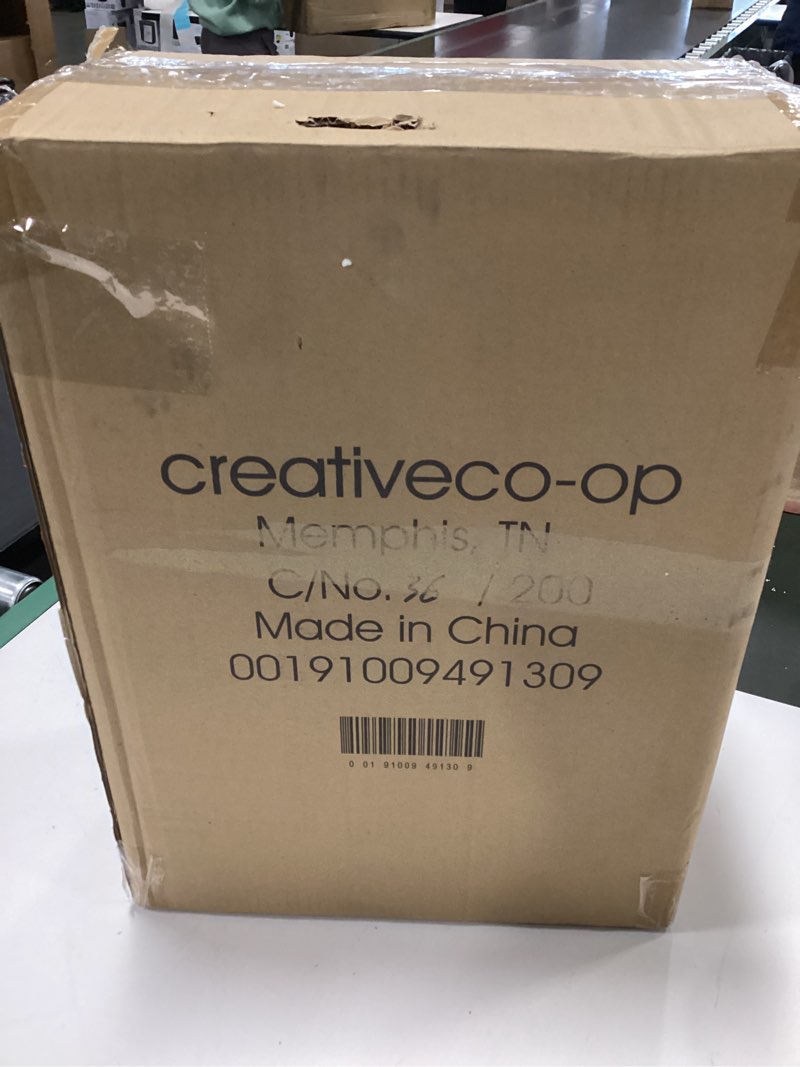 creativeco-op
Memphis, TN
C/No. 36 / 200
Made in China
00191009491309
0 01 91009 49130 9